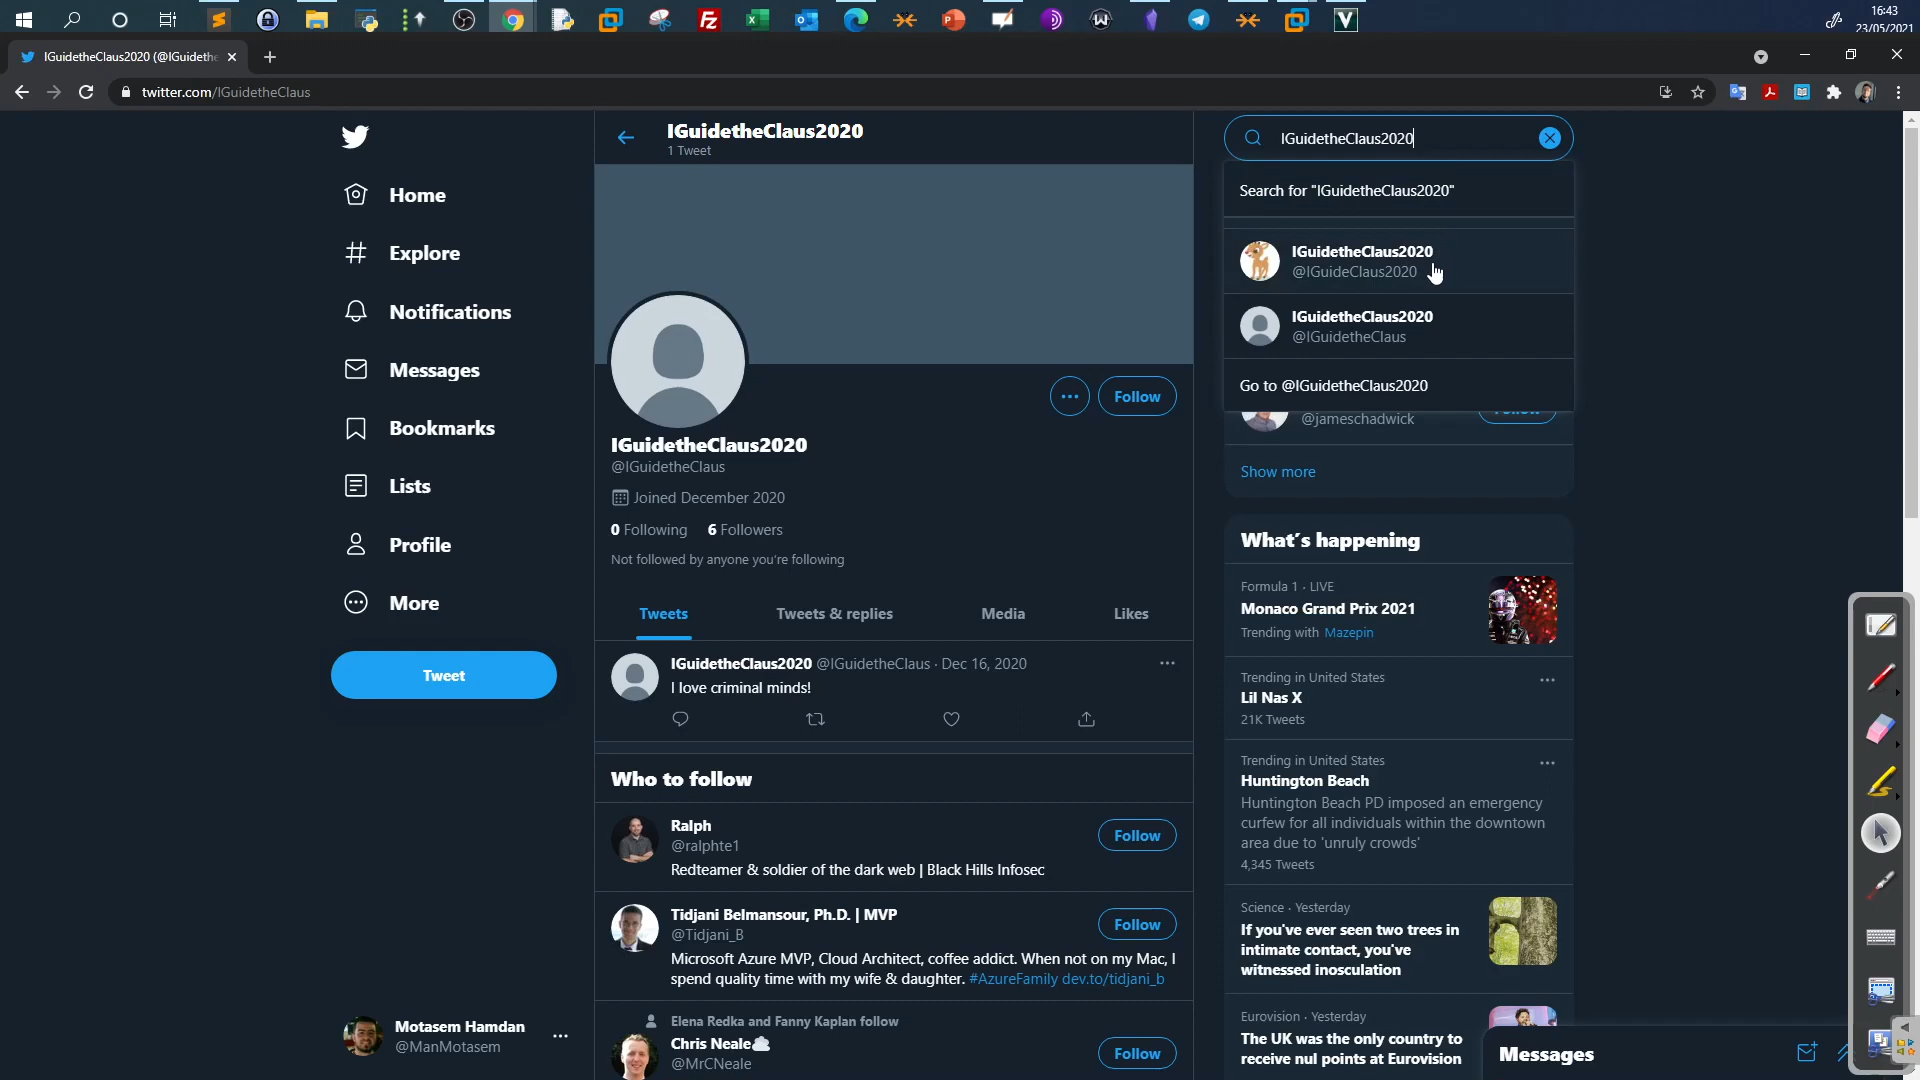 16:43
23/05/2021
IGuidetheClaus2020 (@IGuidethe
twitter.com/IGuidetheClaus
Home
Explore
Notifications
Messages
Bookmarks
Lists
Profile
More
Tweet
Motasem Hamdan
@ManMotasem
IGuidetheClaus2020
1 Tweet
Follow
IGuidetheClaus2020
@IGuidetheClaus
Joined December 2020
0 Following 6 Followers
Not followed by anyone you're following
Tweets Tweets & replies Media Likes
IGuidetheClaus2020 @IGuidetheClaus · Dec 16, 2020
I love criminal minds!
Who to follow
Ralph
@ralphte1
Follow
Redteamer & soldier of the dark web | Black Hills Infosec
Tidjani Belmansour, Ph.D. | MVP
@Tidjani_B
Follow
Microsoft Azure MVP, Cloud Architect, coffee addict. When not on my Mac, I
spend quality time with my wife & daughter. #AzureFamily dev.to/tidjani_b
Elena Redka and Fanny Kaplan follow
Chris Neale
@MrCNeale
Follow
IGuidetheClaus2020
Search for "IGuidetheClaus2020"
IGuidetheClaus2020
@IGuideClaus2020
IGuidetheClaus2020
@IGuidetheClaus
Go to @IGuidetheClaus2020
@jameschadwick
Show more
What's happening
Formula 1 · LIVE
Monaco Grand Prix 2021
Trending with Mazepin
Trending in United States
Lil Nas X
21K Tweets
Trending in United States
Huntington Beach
Huntington Beach PD imposed an emergency
curfew for all individuals within the downtown
area due to 'unruly crowds'
4,345 Tweets
Science · Yesterday
If you've ever seen two trees in
intimate contact, you've
witnessed inosculation
Eurovision · Yesterday
The UK was the only country to
receive nul points at Eurovision
Messages